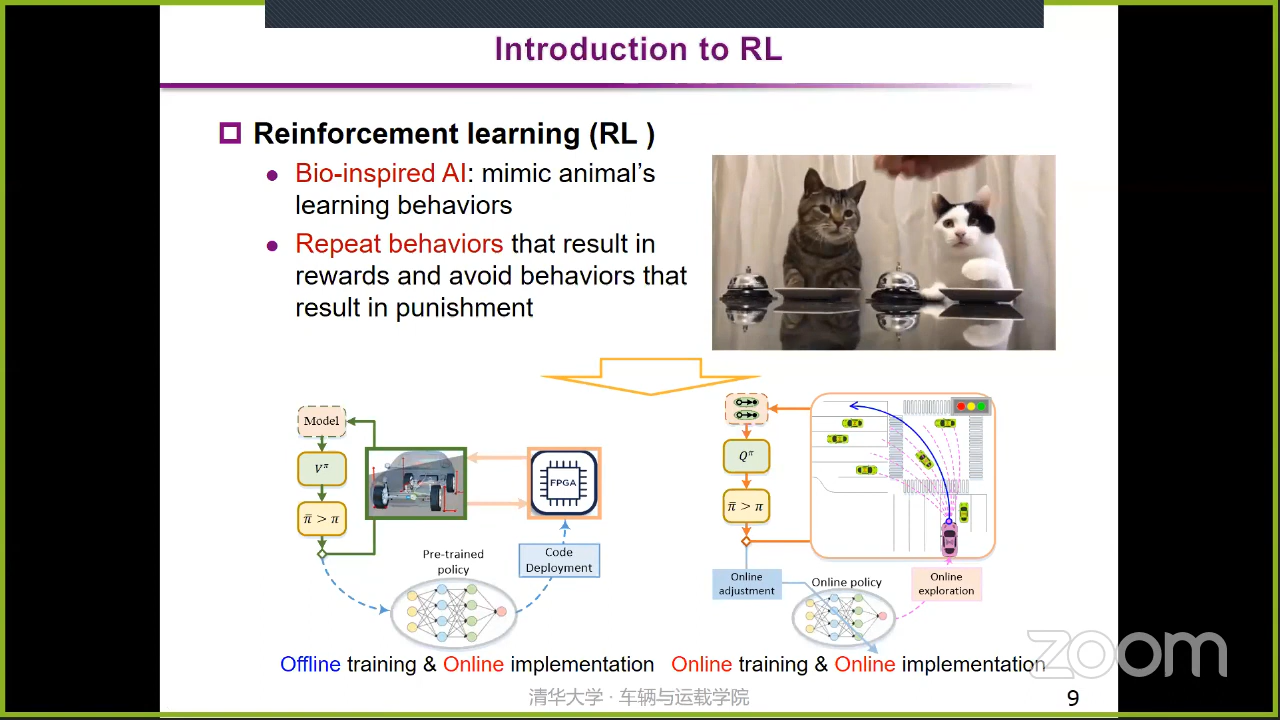 Introduction to RL
Reinforcement learning (RL )
Bio-inspired AI: mimic animal's
learning behaviors
Repeat behaviors that result in
rewards and avoid behaviors that
result in punishment
Model
Vπ
π̄ > π
FPGA
Pre-trained
policy
Code
Deployment
Offline training & Online implementation
Qπ
π̄ > π
Online
adjustment
Online policy
Online
exploration
Online training & Online implementation
zoom
清华大学 · 车辆与运载学院
9